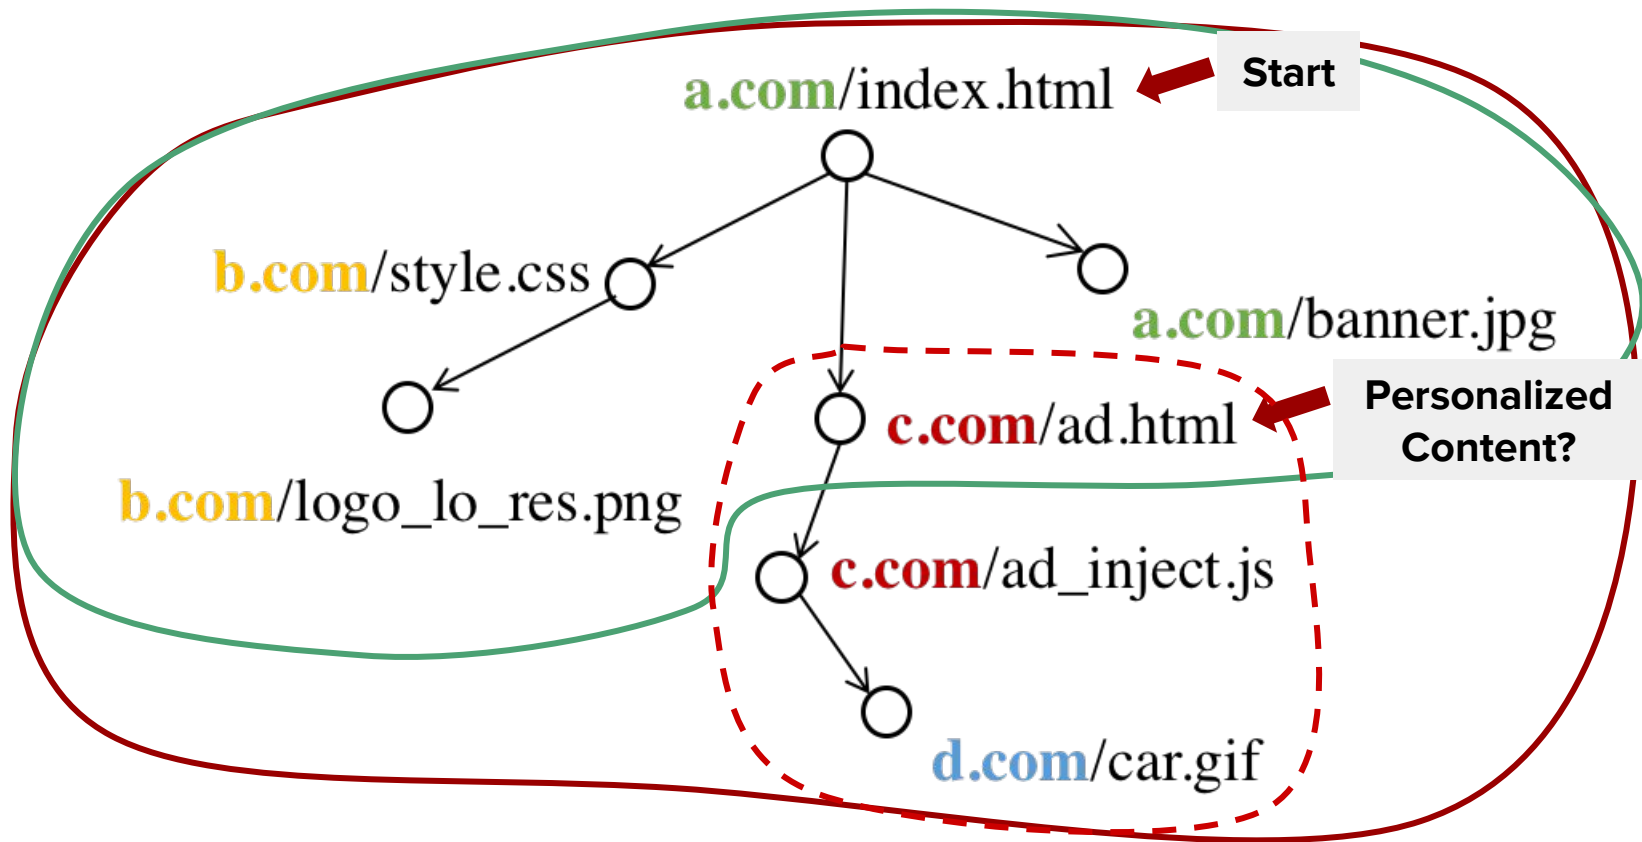 Start
a.com/index.html
b.com/style.css
a.com/banner.jpg
Personalized
Content?
c.com/ad.html
b.com/logo_lo_res.png
c.com/ad_inject.js
d.com/car.gif